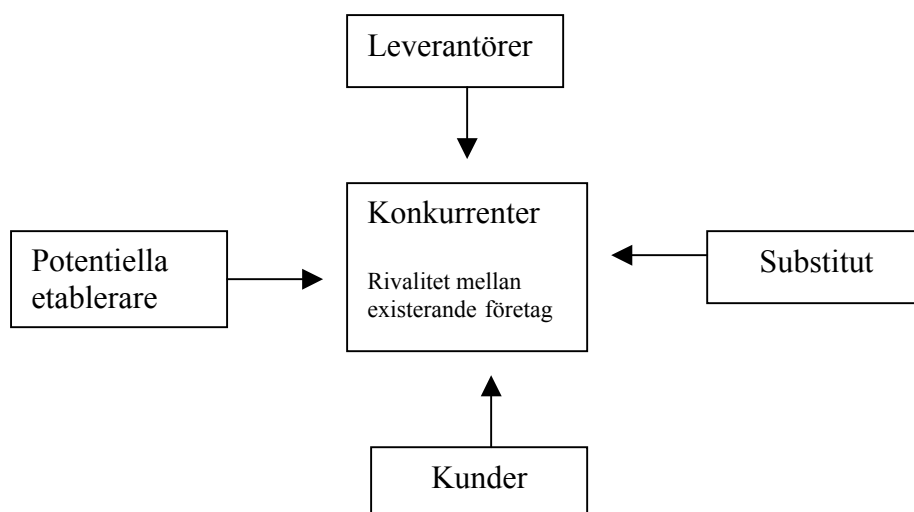 Leverantörer
Konkurrenter
Rivalitet mellan
existerande företag
Potentiella
etablerare
Substitut
Kunder